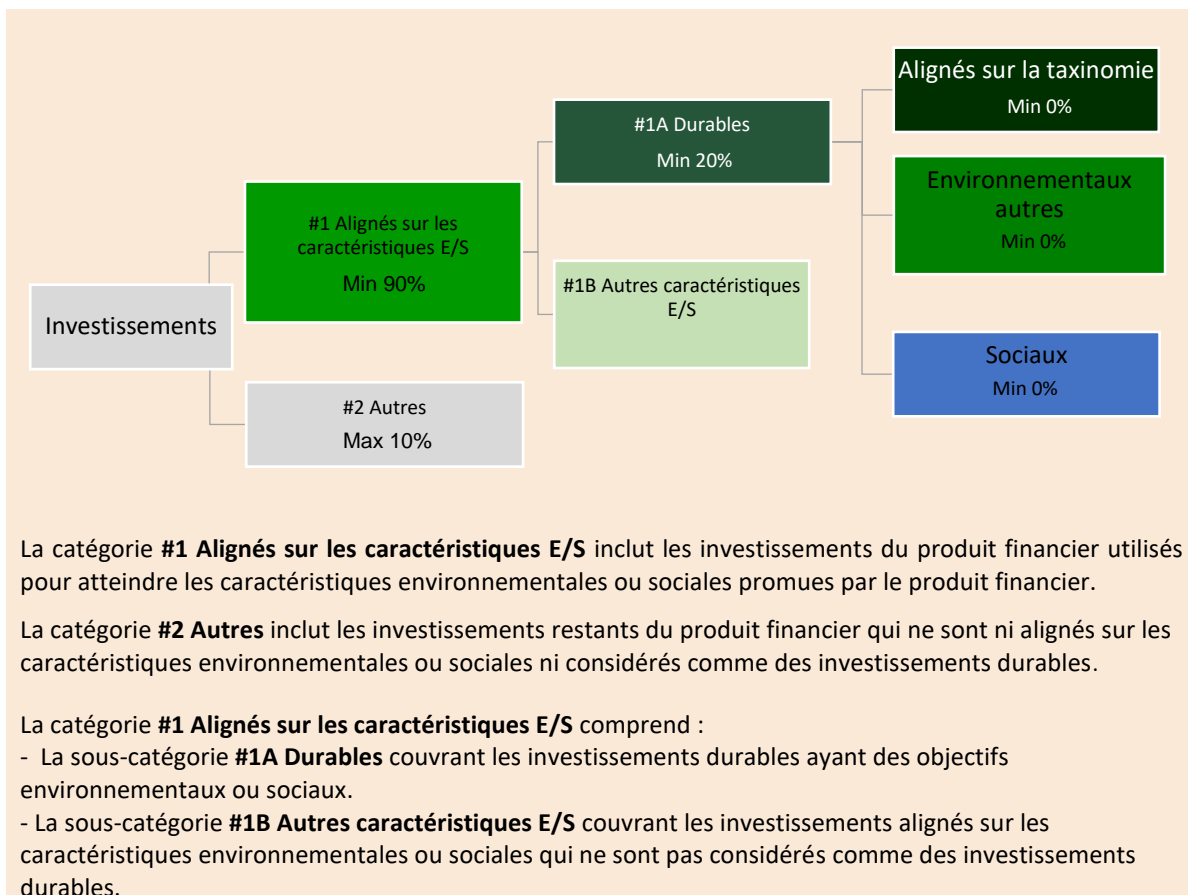 Investissements
#1 Alignés sur les
caractéristiques E/S
Min 90%
#2 Autres
Max 10%
#1A Durables
Min 20%
#1B Autres caractéristiques
E/S
Alignés sur la taxinomie
Min 0%
Environnementaux
autres
Min 0%
Sociaux
Min 0%
La catégorie #1 Alignés sur les caractéristiques E/S inclut les investissements du produit financier utilisés
pour atteindre les caractéristiques environnementales ou sociales promues par le produit financier.
La catégorie #2 Autres inclut les investissements restants du produit financier qui ne sont ni alignés sur les
caractéristiques environnementales ou sociales ni considérés comme des investissements durables.
La catégorie #1 Alignés sur les caractéristiques E/S comprend :
- La sous-catégorie #1A Durables couvrant les investissements durables ayant des objectifs
environnementaux ou sociaux.
- La sous-catégorie #1B Autres caractéristiques E/S couvrant les investissements alignés sur les
caractéristiques environnementales ou sociales qui ne sont pas considérés comme des investissements
durables.